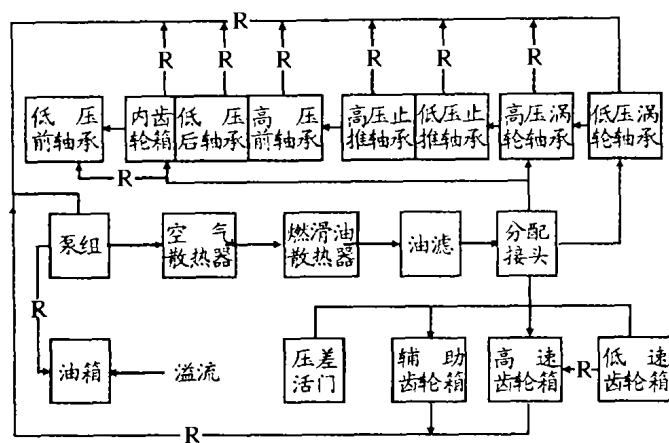 R
R R R R R R
低压
前轴承
内齿
轮箱
低压
后轴承
高压
前轴承
高压止
推轴承
低压止
推轴承
高压涡
轮轴承
低压涡
轮轴承
R
泵组
空气
散热器
燃滑油
散热器
油滤
分配
接头
R
油箱
溢流
压差
活门
辅助
齿轮箱
高速
齿轮箱
R
低速
齿轮箱
R